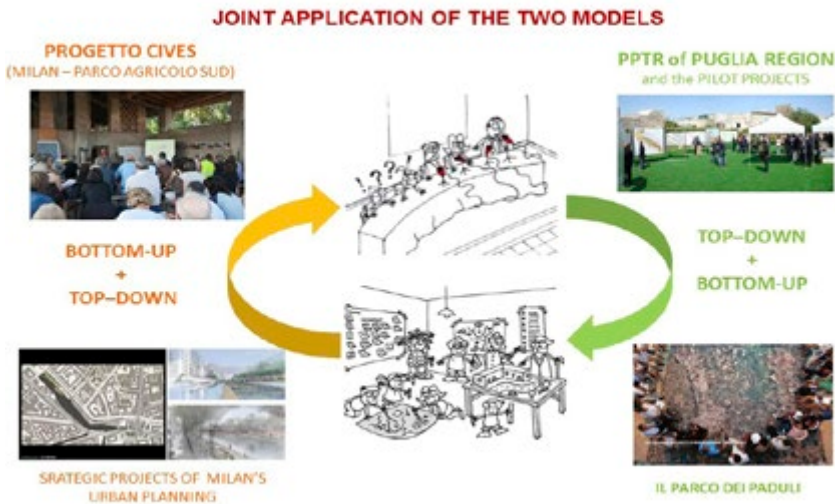 JOINT APPLICATION OF THE TWO MODELS
PROGETTO CIVES
(MILAN – PARCO AGRICOLO SUD)
PPTR of PUGLIA REGION
and the PILOT PROJECTS
BOTTOM-UP
+
TOP-DOWN
TOP–DOWN
+
BOTTOM-UP
SRATEGIC PROJECTS OF MILAN'S
URBAN PLANNING
IL PARCO DEI PADULI